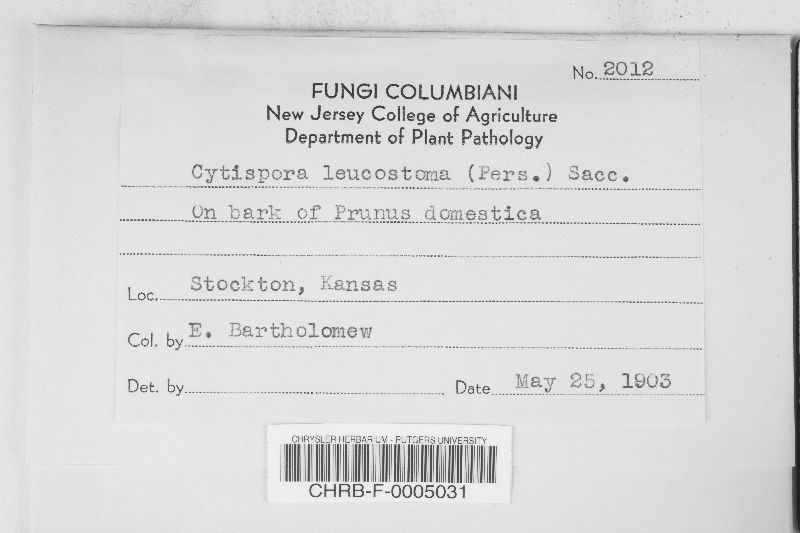 No. 2012
FUNGI COLUMBIANI
New Jersey College of Agriculture
Department of Plant Pathology
Cytispora leucostoma (Pers.) Sacc.
On bark of Prunus domestica
Loc. Stockton, Kansas
Col. by E. Bartholomew
Det. by Date May 25, 1903
CHRYSLER HERBARIUM - RUTGERS UNIVERSITY
CHRB-F-0005031